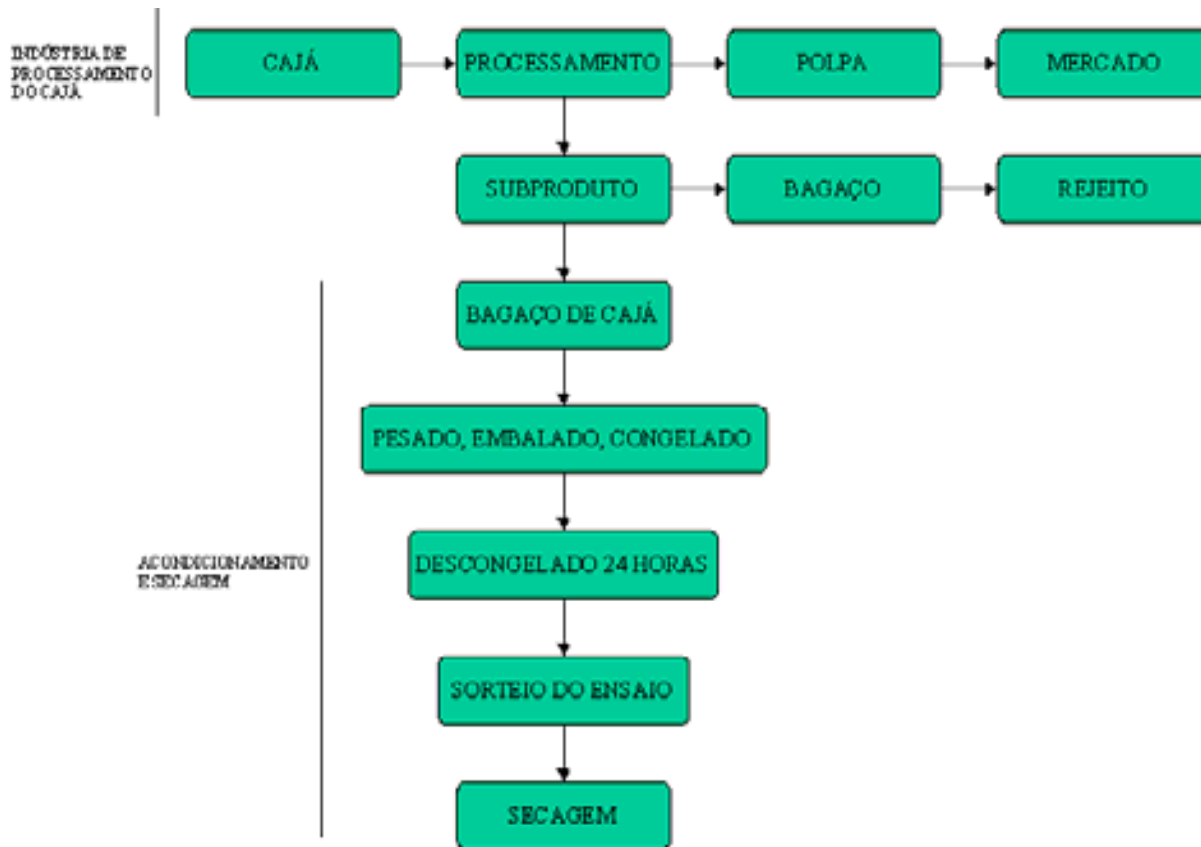 INDÚSTRIA DE
PROCESSAMENTO
DO CAJÁ
CAJÁ
PROCESSAMENTO
POLPA
MERCADO
SUBPRODUTO
BAGAÇO
REJEITO
BAGAÇO DE CAJÁ
PESADO, EMBALADO, CONGELADO
ACONDICIONAMENTO
E SECAGEM
DESCONGELADO 24 HORAS
SORTEIO DO ENSAIO
SECAGEM